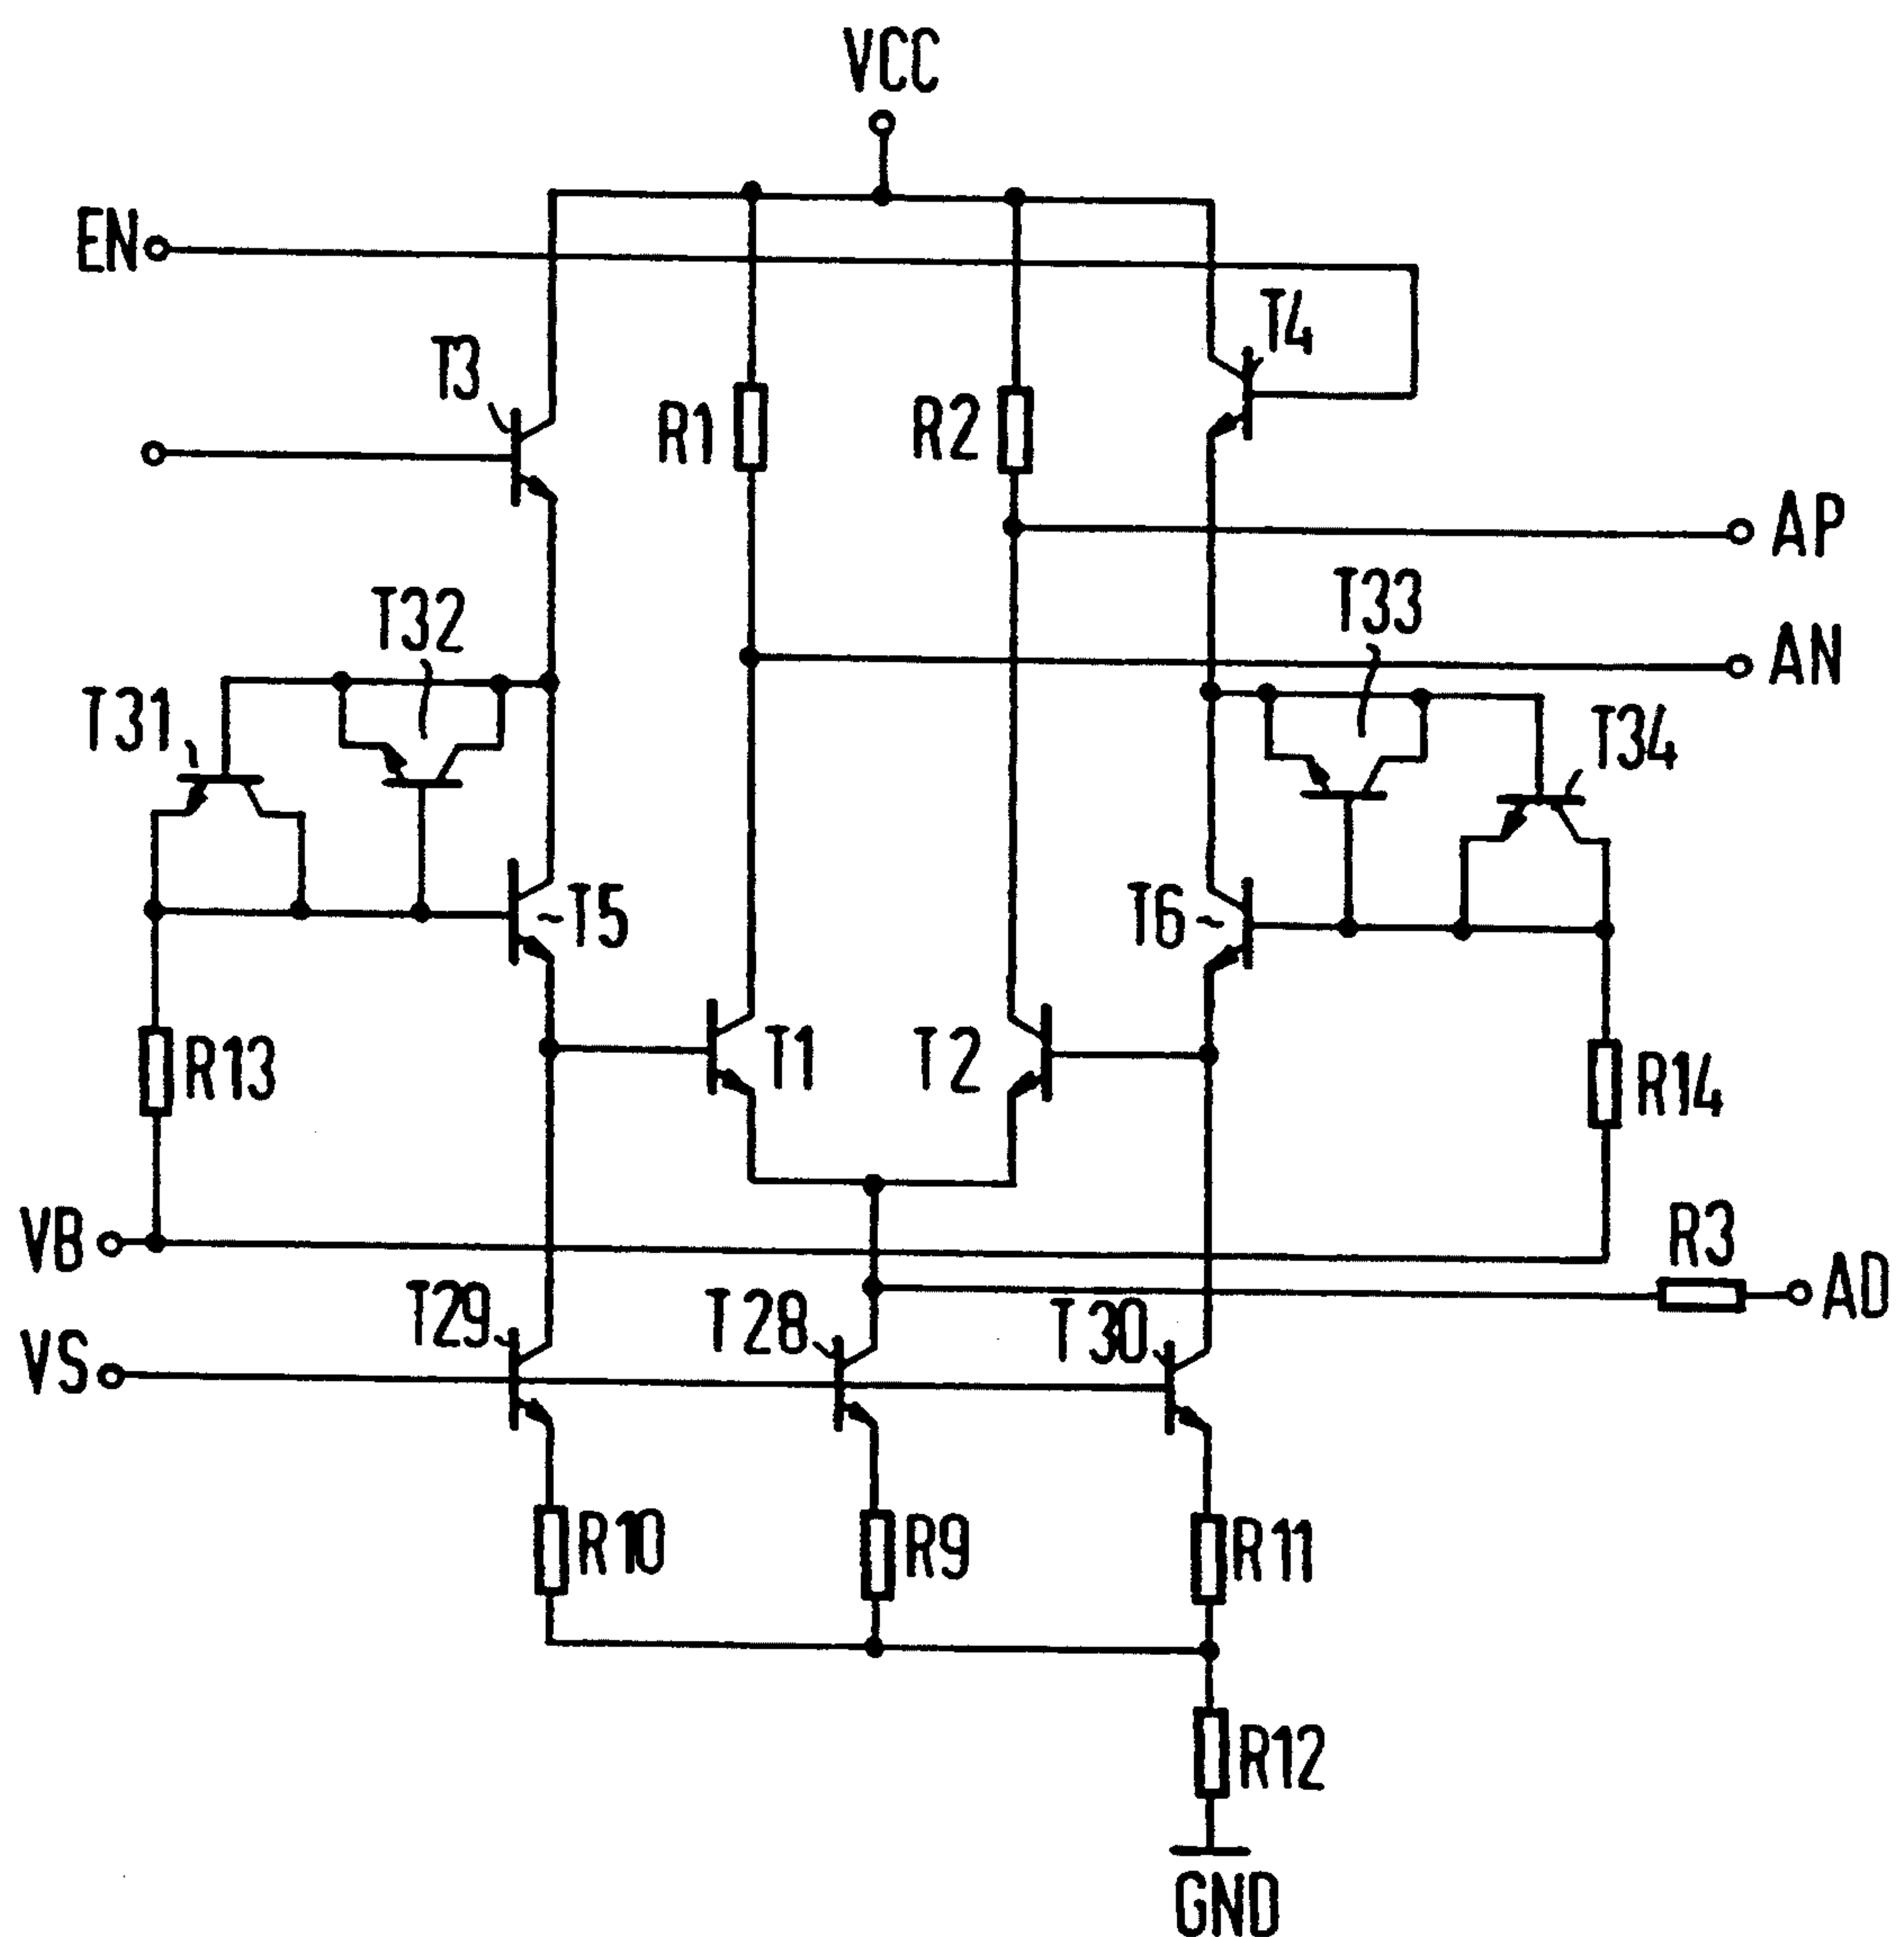 VCC
EN
T4
T3
R1
R2
AP
T33
T32
AN
T31
T34
T5
T6
T1
T2
R13
R14
VB
R3
AD
T29
T28
T30
VS
R10
R9
R11
R12
GND